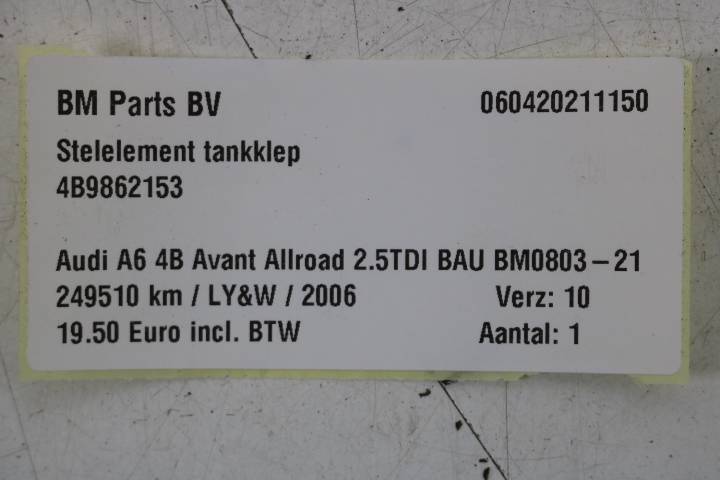 BM Parts BV 060420211150
Stelelement tankklep
4B9862153
Audi A6 4B Avant Allroad 2.5TDI BAU BM0803-21
249510 km / LY&W / 2006 Verz: 10
19.50 Euro incl. BTW Aantal: 1